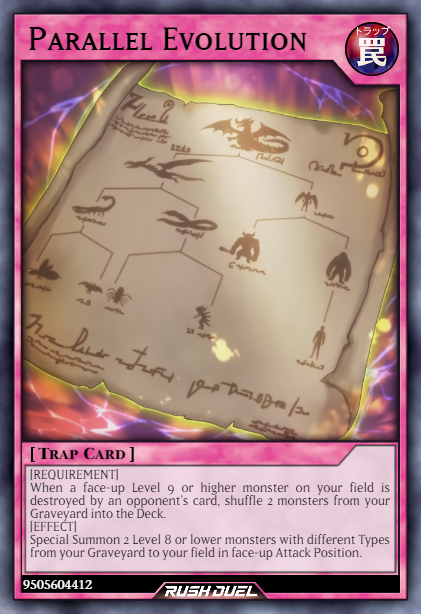 Parallel Evolution
トラップ
罠
[ Trap Card ]
[REQUIREMENT]
When a face-up Level 9 or higher monster on your field is
destroyed by an opponent's card, shuffle 2 monsters from your
Graveyard into the Deck.
[EFFECT]
Special Summon 2 Level 8 or lower monsters with different Types
from your Graveyard to your field in face-up Attack Position.
9505604412
RUSH DUEL